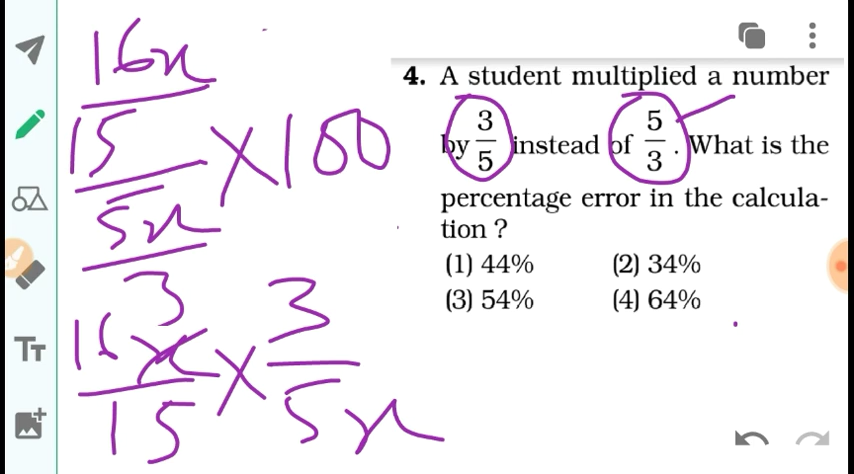 16x
15
× 100
5x
3
16x × 3
15 5x
4. A student multiplied a number
by 3/5 instead of 5/3. What is the
percentage error in the calcula-
tion ?
(1) 44% (2) 34%
(3) 54% (4) 64%
TT